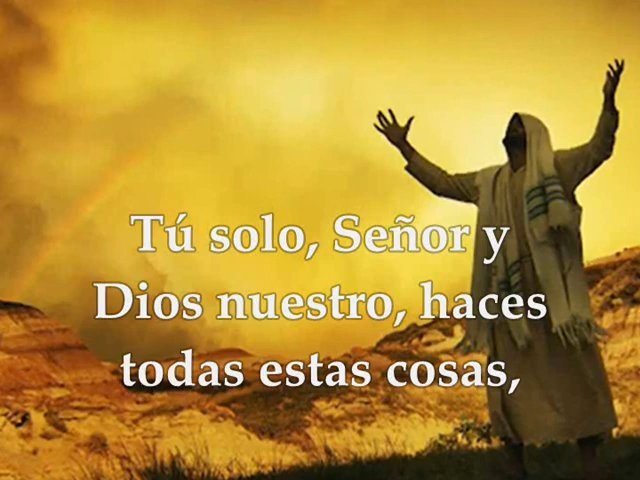 Tú solo, Señor y
Dios nuestro, haces
todas estas cosas,